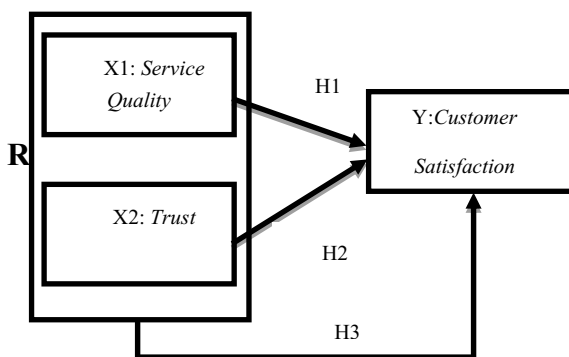 X1: Service
Quality
H1
Y:Customer
Satisfaction
R
X2: Trust
H2
H3